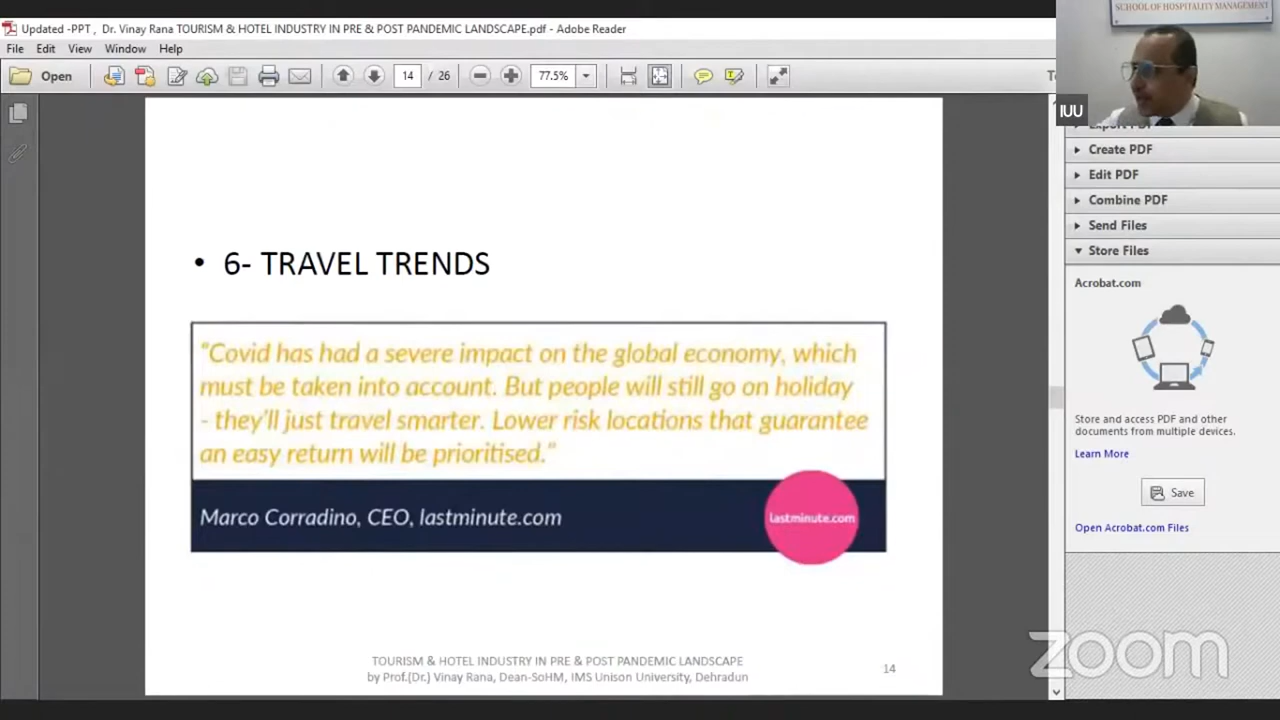 SCHOOL OF HOSPITALITY MANAGEMENT
Updated -PPT , Dr. Vinay Rana TOURISM & HOTEL INDUSTRY IN PRE & POST PANDEMIC LANDSCAPE.pdf - Adobe Reader
File Edit View Window Help
Open 14 / 26 77.5%
IUU
Export PDF
Create PDF
Edit PDF
Combine PDF
Send Files
Store Files
Acrobat.com
Store and access PDF and other
documents from multiple devices.
Learn More
Save
Open Acrobat.com Files
• 6- TRAVEL TRENDS
“Covid has had a severe impact on the global economy, which
must be taken into account. But people will still go on holiday
- they’ll just travel smarter. Lower risk locations that guarantee
an easy return will be prioritised.”
Marco Corradino, CEO, lastminute.com
lastminute.com
TOURISM & HOTEL INDUSTRY IN PRE & POST PANDEMIC LANDSCAPE
by Prof.(Dr.) Vinay Rana, Dean-SoHM, IMS Unison University, Dehradun
14
zoom